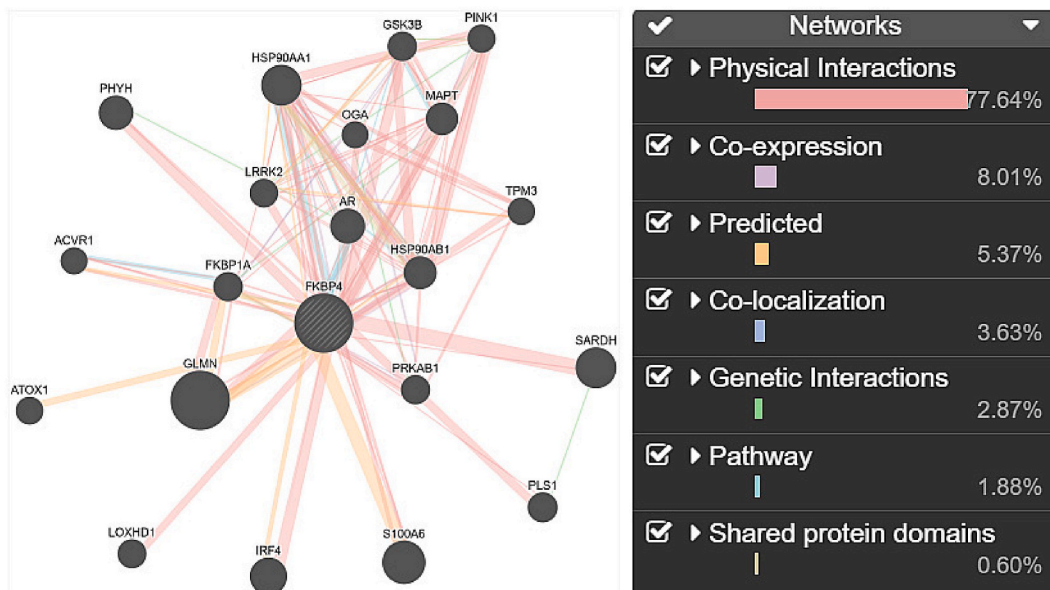 PINK1
GSK3B
HSP90AA1
PHYH
MAPT
OGA
LRRK2
TPM3
AR
ACVR1
HSP90AB1
FKBP1A
FKBP4
SARDH
GLMN
PRKAB1
ATOX1
PLS1
LOXHD1
S100A6
IRF4
Networks
Physical Interactions
77.64%
Co-expression
8.01%
Predicted
5.37%
Co-localization
3.63%
Genetic Interactions
2.87%
Pathway
1.88%
Shared protein domains
0.60%